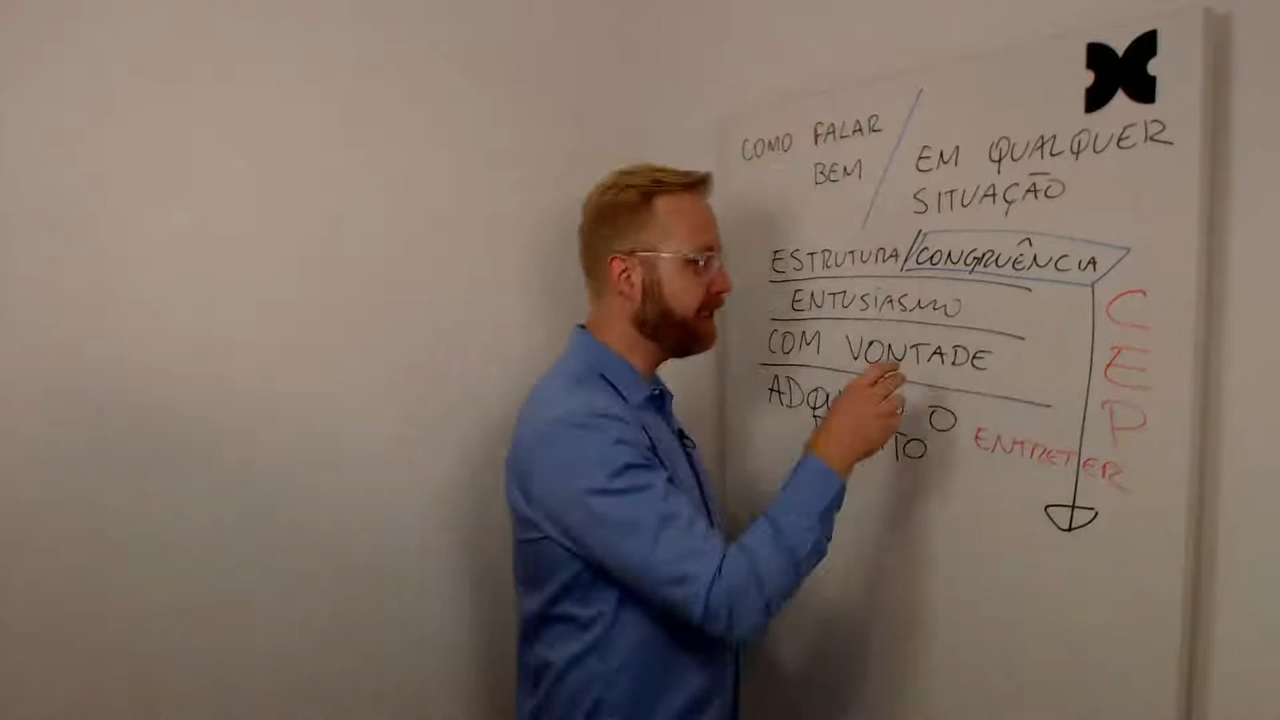 COMO FALAR
BEM
EM QUALQUER
SITUAÇÃO
ESTRUTURA/CONGRUÊNCIA
ENTUSIASMO
COM VONTADE
O
ENTRETER
C
E
P